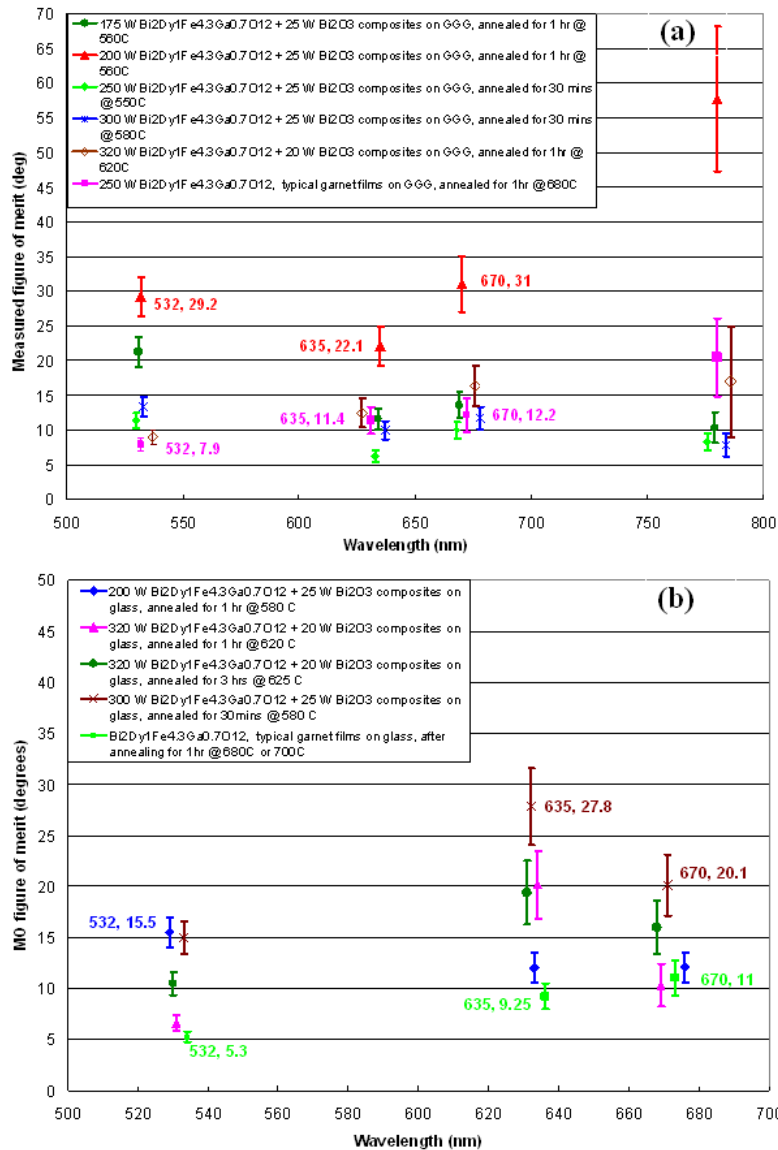 (a)
175 W Bi2Dy1Fe4.3Ga0.7O12 + 25 W Bi2O3 composites on GGG, annealed for 1 hr @
560C
200 W Bi2Dy1Fe4.3Ga0.7O12 + 25 W Bi2O3 composites on GGG, annealed for 1 hr @
560C
250 W Bi2Dy1Fe4.3Ga0.7O12 + 25 W Bi2O3 composites on GGG, annealed for 30 mins
@550C
300 W Bi2Dy1Fe4.3Ga0.7O12 + 25 W Bi2O3 composites on GGG, annealed for 30 mins
@580C
320 W Bi2Dy1Fe4.3Ga0.7O12 + 20 W Bi2O3 composites on GGG, annealed for 1hr @
620C
250 W Bi2Dy1Fe4.3Ga0.7O12, typical garnet films on GGG, annealed for 1hr @680C
Measured figure of merit (deg)
70
65
60
55
50
45
40
35
30
25
20
15
10
5
0
532, 29.2
670, 31
635, 22.1
635, 11.4
670, 12.2
532, 7.9
500 550 600 650 700 750 800
Wavelength (nm)
(b)
200 W Bi2Dy1Fe4.3Ga0.7O12 + 25 W Bi2O3 composites on
glass, annealed for 1 hr @580 C
320 W Bi2Dy1Fe4.3Ga0.7O12 + 20 W Bi2O3 composites on
glass, annealed for 1 hr @620 C
320 W Bi2Dy1Fe4.3Ga0.7O12 + 20 W Bi2O3 composites on
glass, annealed for 3 hrs @625 C
300 W Bi2Dy1Fe4.3Ga0.7O12 + 25 W Bi2O3 composites on
glass, annealed for 30mins @580 C
Bi2Dy1Fe4.3Ga0.7O12, typical garnet films on glass, after
annealing for 1hr @680C or 700C
MO figure of merit (degrees)
50
45
40
35
30
25
20
15
10
5
0
635, 27.8
670, 20.1
532, 15.5
635, 9.25
670, 11
532, 5.3
500 520 540 560 580 600 620 640 660 680 700
Wavelength (nm)